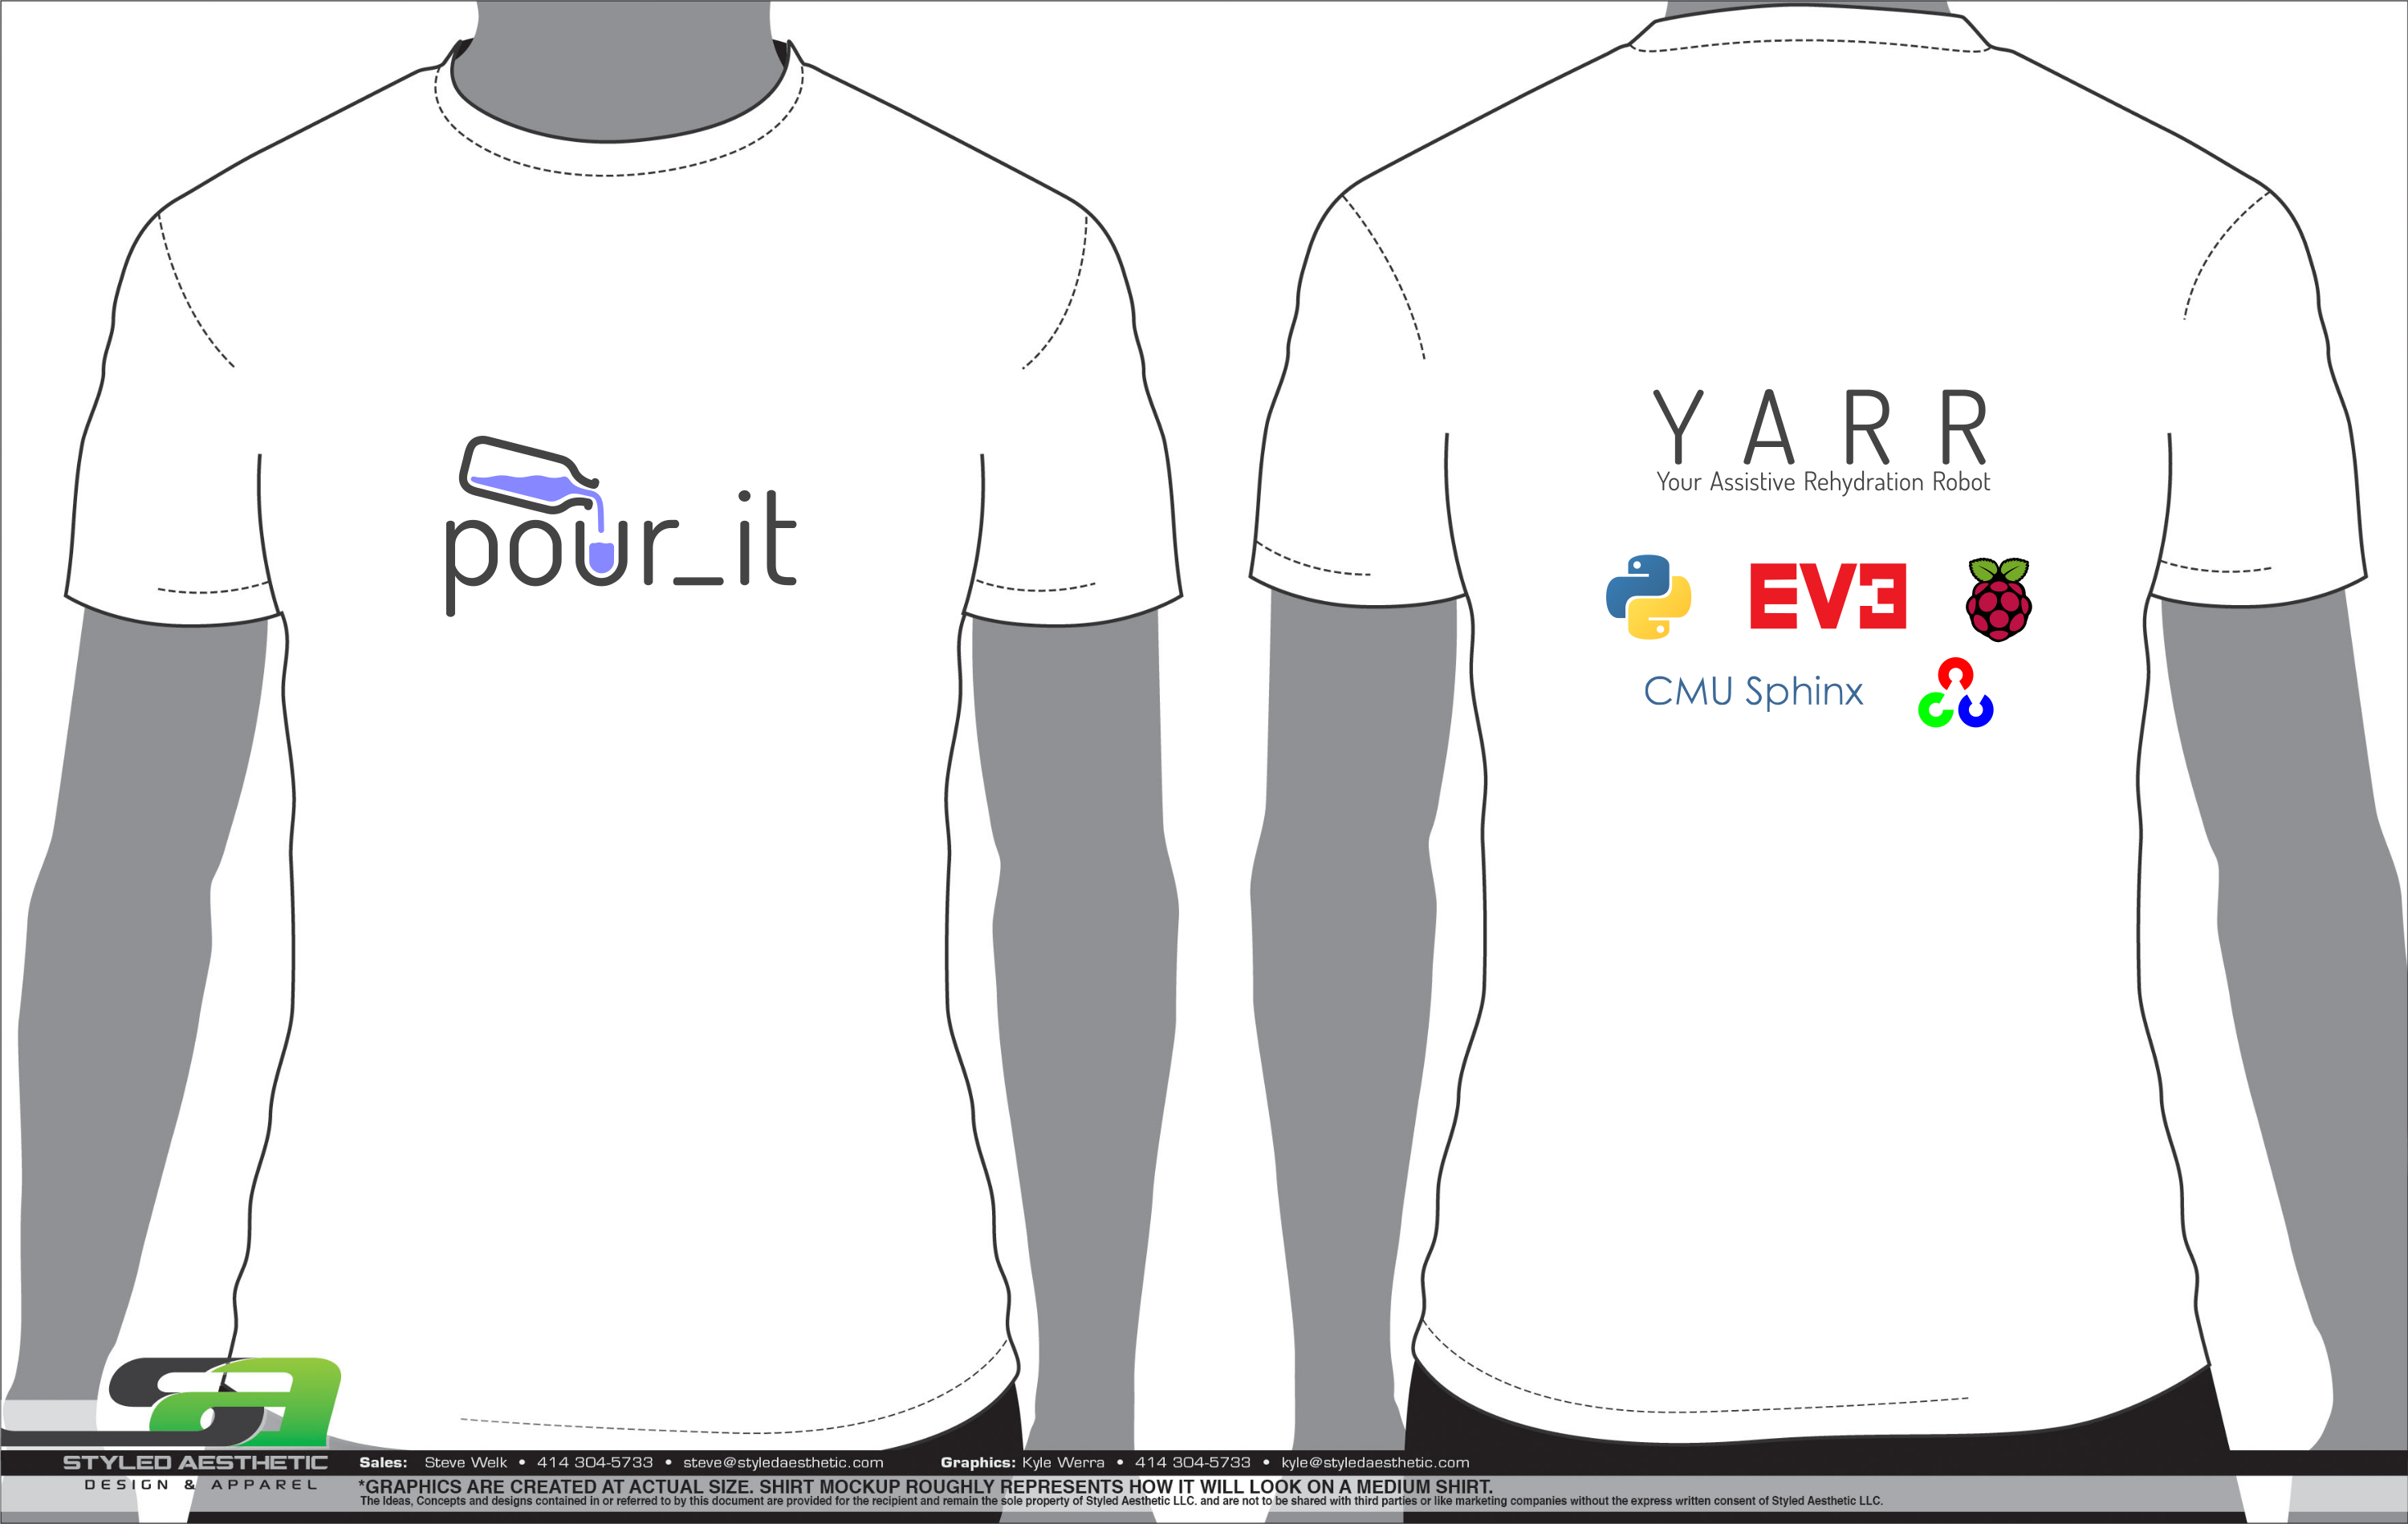 pour_it
Y A R R
Your Assistive Rehydration Robot
EV3
CMU Sphinx
STYLED AESTHETIC
DESIGN & APPAREL
Sales: Steve Welk • 414 304-5733 • steve@styledaesthetic.com Graphics: Kyle Werra • 414 304-5733 • kyle@styledaesthetic.com
*GRAPHICS ARE CREATED AT ACTUAL SIZE. SHIRT MOCKUP ROUGHLY REPRESENTS HOW IT WILL LOOK ON A MEDIUM SHIRT.
The Ideas, Concepts and designs contained in or referred to by this document are provided for the recipient and remain the sole property of Styled Aesthetic LLC. and are not to be shared with third parties or like marketing companies without the express written consent of Styled Aesthetic LLC.